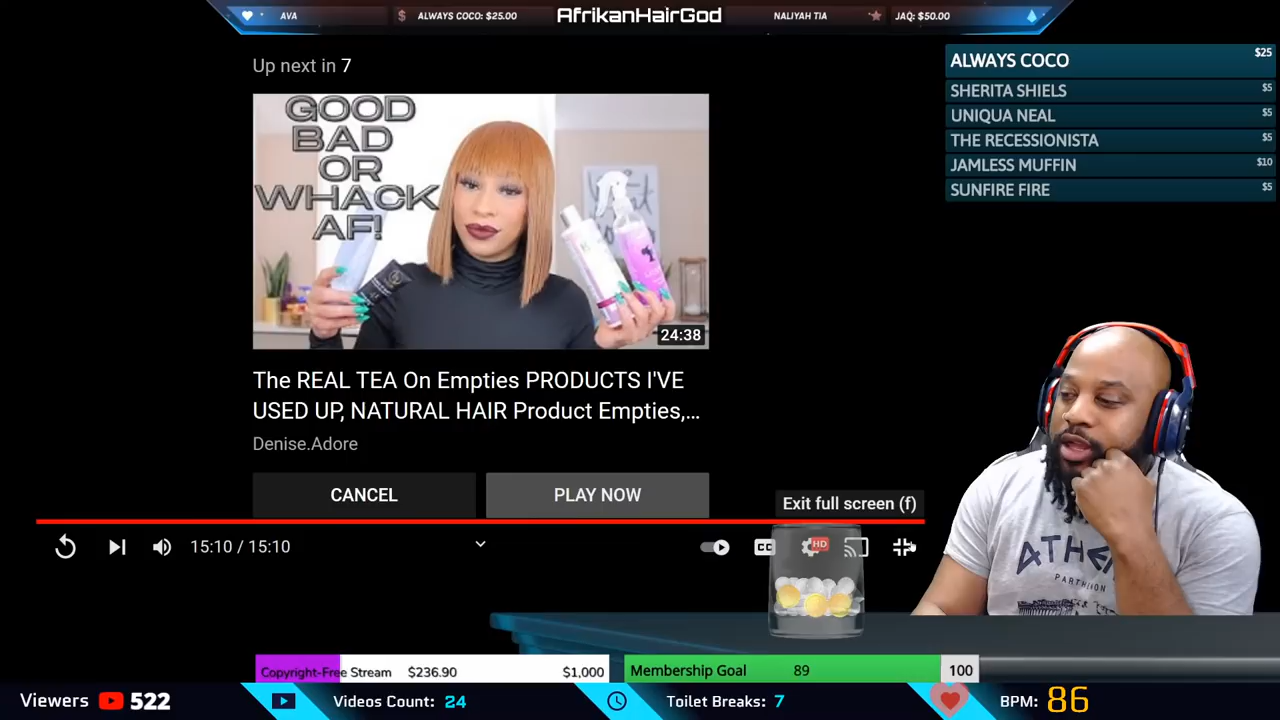 AVA
$ ALWAYS COCO: $25.00
AfrikanHairGod
NALIYAH TIA
JAQ: $50.00
Up next in 7
GOOD
BAD
OR
WHACK
AF!
24:38
The REAL TEA On Empties PRODUCTS I'VE
USED UP, NATURAL HAIR Product Empties,...
Denise.Adore
CANCEL
PLAY NOW
Exit full screen (f)
15:10 / 15:10
CC
HD
ALWAYS COCO $25
SHERITA SHIELS $5
UNIQUA NEAL $5
THE RECESSIONISTA $5
JAMLESS MUFFIN $10
SUNFIRE FIRE $5
ATHE
PARTHENON
Copyright-Free Stream $236.90 $1,000
Membership Goal 89 100
Viewers 522
Videos Count: 24
Toilet Breaks: 7
BPM: 86